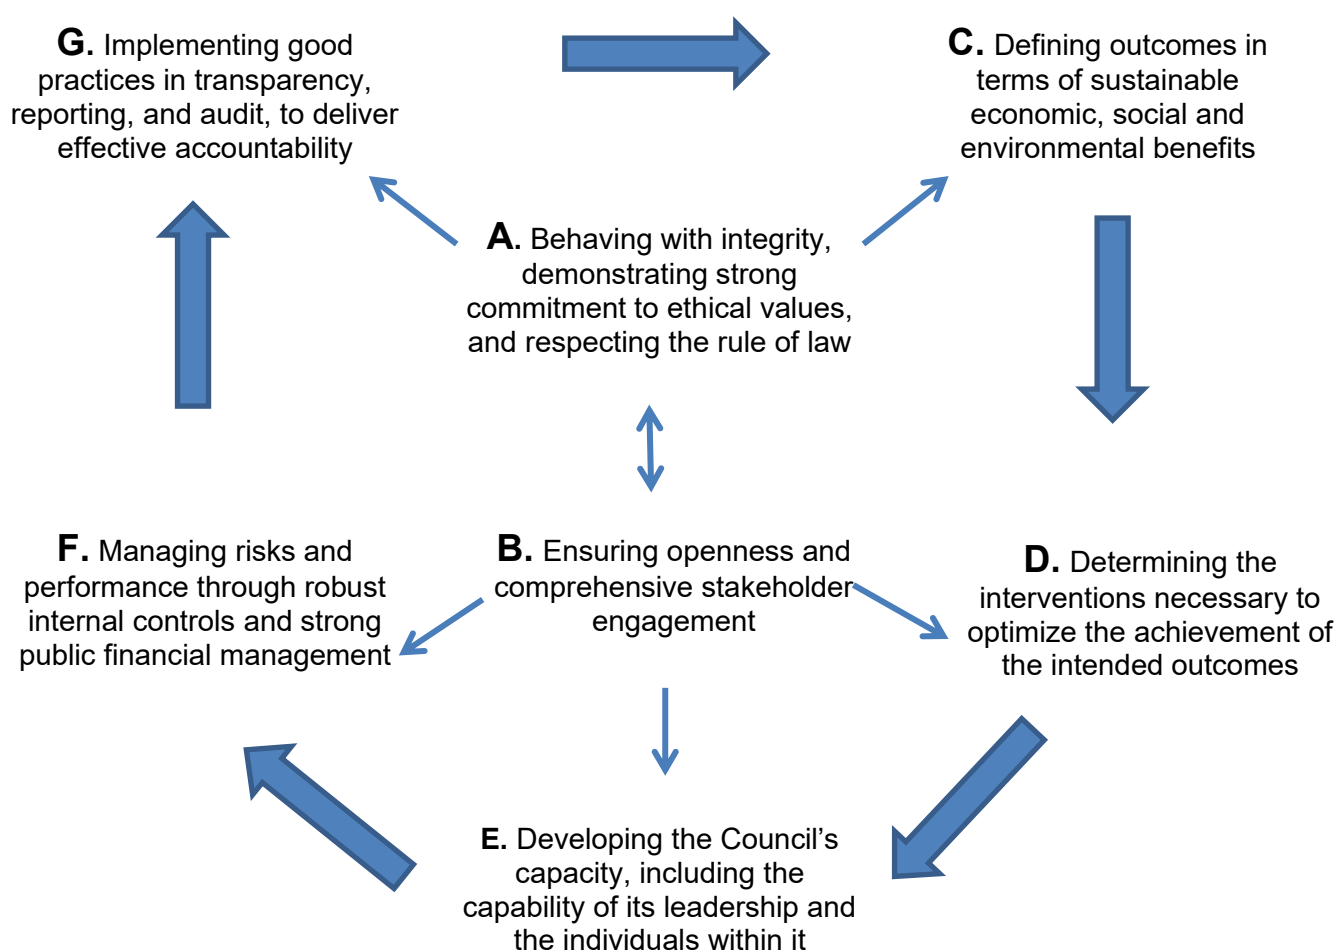 G. Implementing good
practices in transparency,
reporting, and audit, to deliver
effective accountability
C. Defining outcomes in
terms of sustainable
economic, social and
environmental benefits
A. Behaving with integrity,
demonstrating strong
commitment to ethical values,
and respecting the rule of law
F. Managing risks and
performance through robust
internal controls and strong
public financial management
B. Ensuring openness and
comprehensive stakeholder
engagement
D. Determining the
interventions necessary to
optimize the achievement of
the intended outcomes
E. Developing the Council’s
capacity, including the
capability of its leadership and
the individuals within it